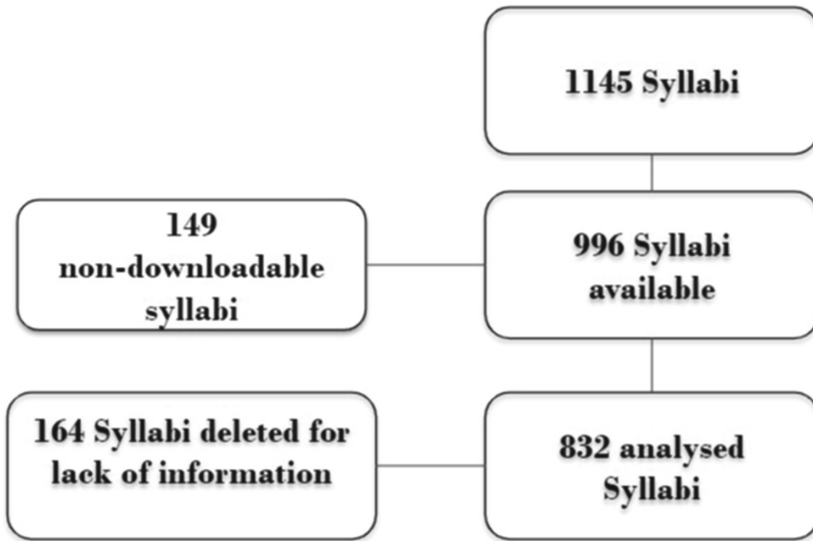 1145 Syllabi
149
non-downloadable
syllabi
996 Syllabi
available
164 Syllabi deleted for
lack of information
832 analysed
Syllabi